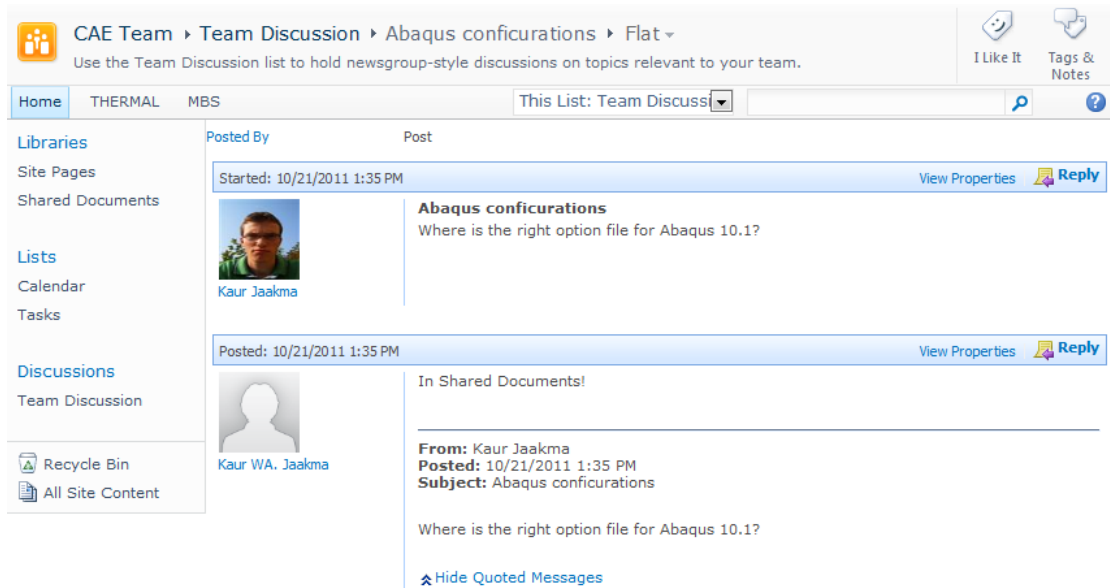 CAE Team ▸ Team Discussion ▸ Abaqus conficurations ▸ Flat
Use the Team Discussion list to hold newsgroup-style discussions on topics relevant to your team.
I Like It
Tags &
Notes
Home THERMAL MBS
This List: Team Discussi
Libraries
Site Pages
Shared Documents
Lists
Calendar
Tasks
Discussions
Team Discussion
Recycle Bin
All Site Content
Posted By Post
Started: 10/21/2011 1:35 PM View Properties Reply
Kaur Jaakma
Abaqus conficurations
Where is the right option file for Abaqus 10.1?
Posted: 10/21/2011 1:35 PM View Properties Reply
Kaur WA. Jaakma
In Shared Documents!
From: Kaur Jaakma
Posted: 10/21/2011 1:35 PM
Subject: Abaqus conficurations
Where is the right option file for Abaqus 10.1?
Hide Quoted Messages